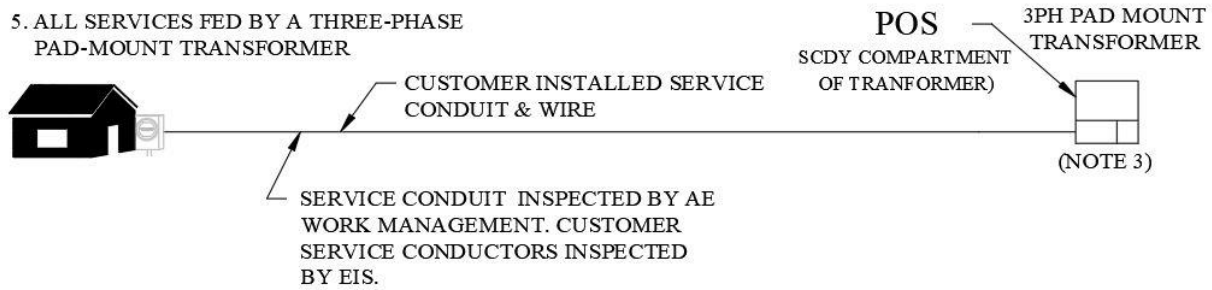 5. ALL SERVICES FED BY A THREE-PHASE
PAD-MOUNT TRANSFORMER
POS
SCDY COMPARTMENT
OF TRANFORMER)
3PH PAD MOUNT
TRANSFORMER
CUSTOMER INSTALLED SERVICE
CONDUIT & WIRE
(NOTE 3)
SERVICE CONDUIT INSPECTED BY AE
WORK MANAGEMENT. CUSTOMER
SERVICE CONDUCTORS INSPECTED
BY EIS.